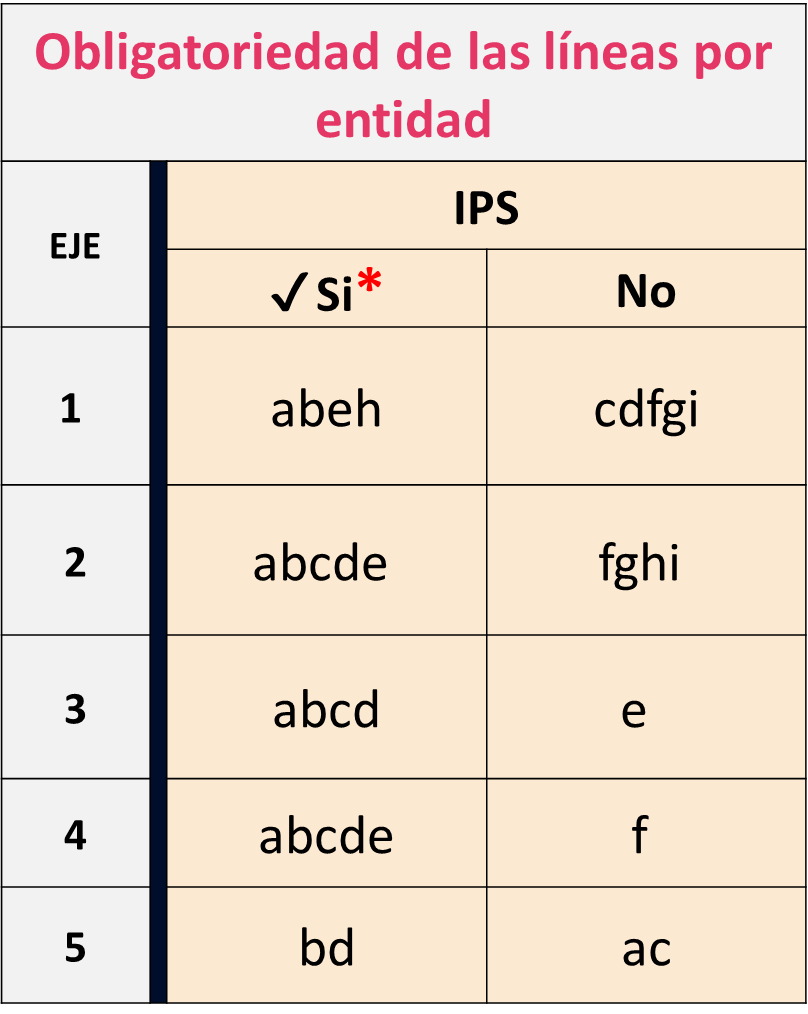 Obligatoriedad de las líneas por
entidad
EJE
IPS
✓Si*
No
1
abeh
cdfgi
2
abcde
fghi
3
abcd
e
4
abcde
f
5
bd
ac